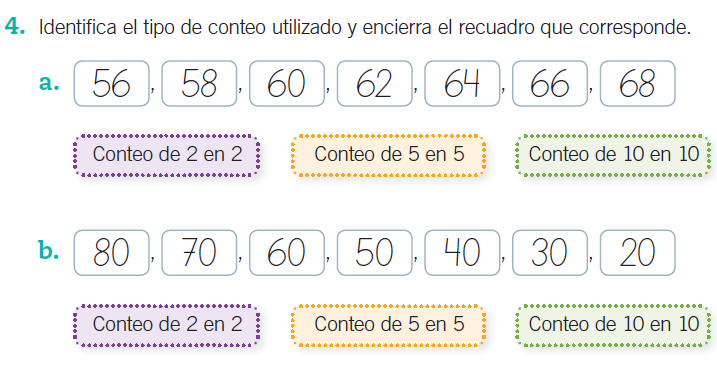 4. Identifica el tipo de conteo utilizado y encierra el recuadro que corresponde.
a. 56, 58, 60, 62, 64, 66, 68
Conteo de 2 en 2 Conteo de 5 en 5 Conteo de 10 en 10
b. 80, 70, 60, 50, 40, 30, 20
Conteo de 2 en 2 Conteo de 5 en 5 Conteo de 10 en 10